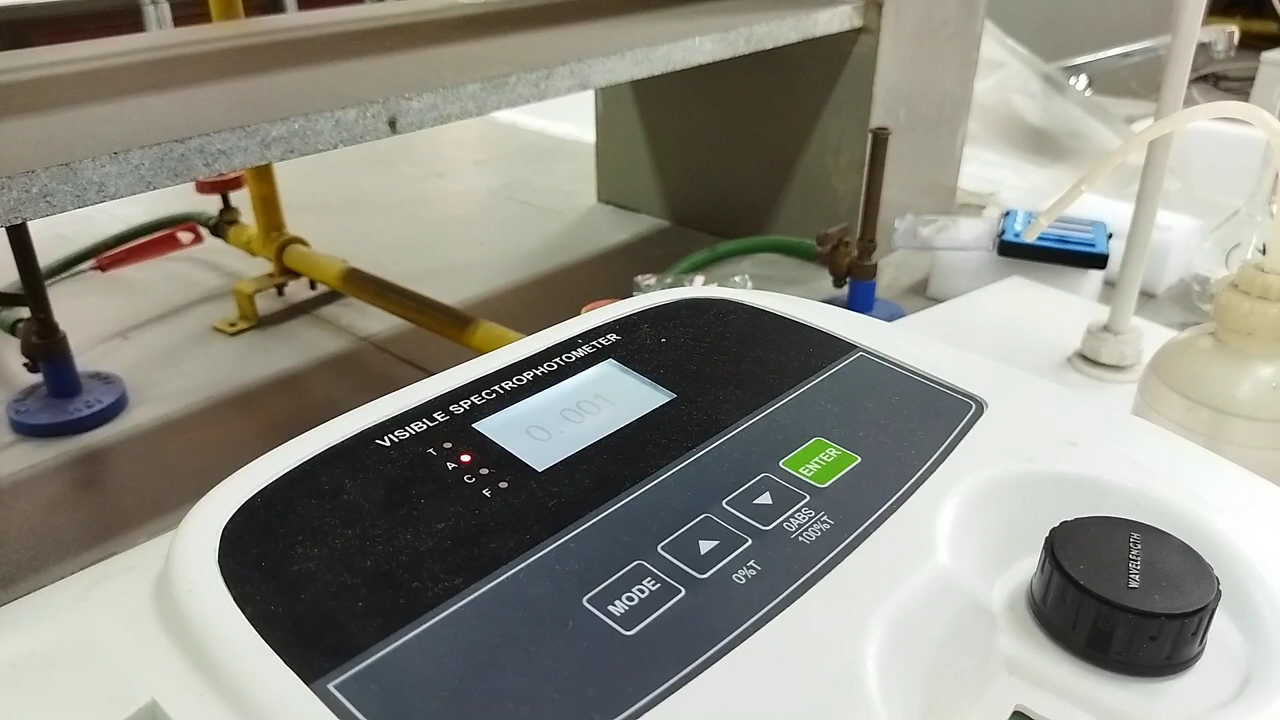 VISIBLE SPECTROPHOTOMETER
0.001
T
A
C
F
ENTER
0ABS
100%T
0%T
MODE
WAVELENGTH